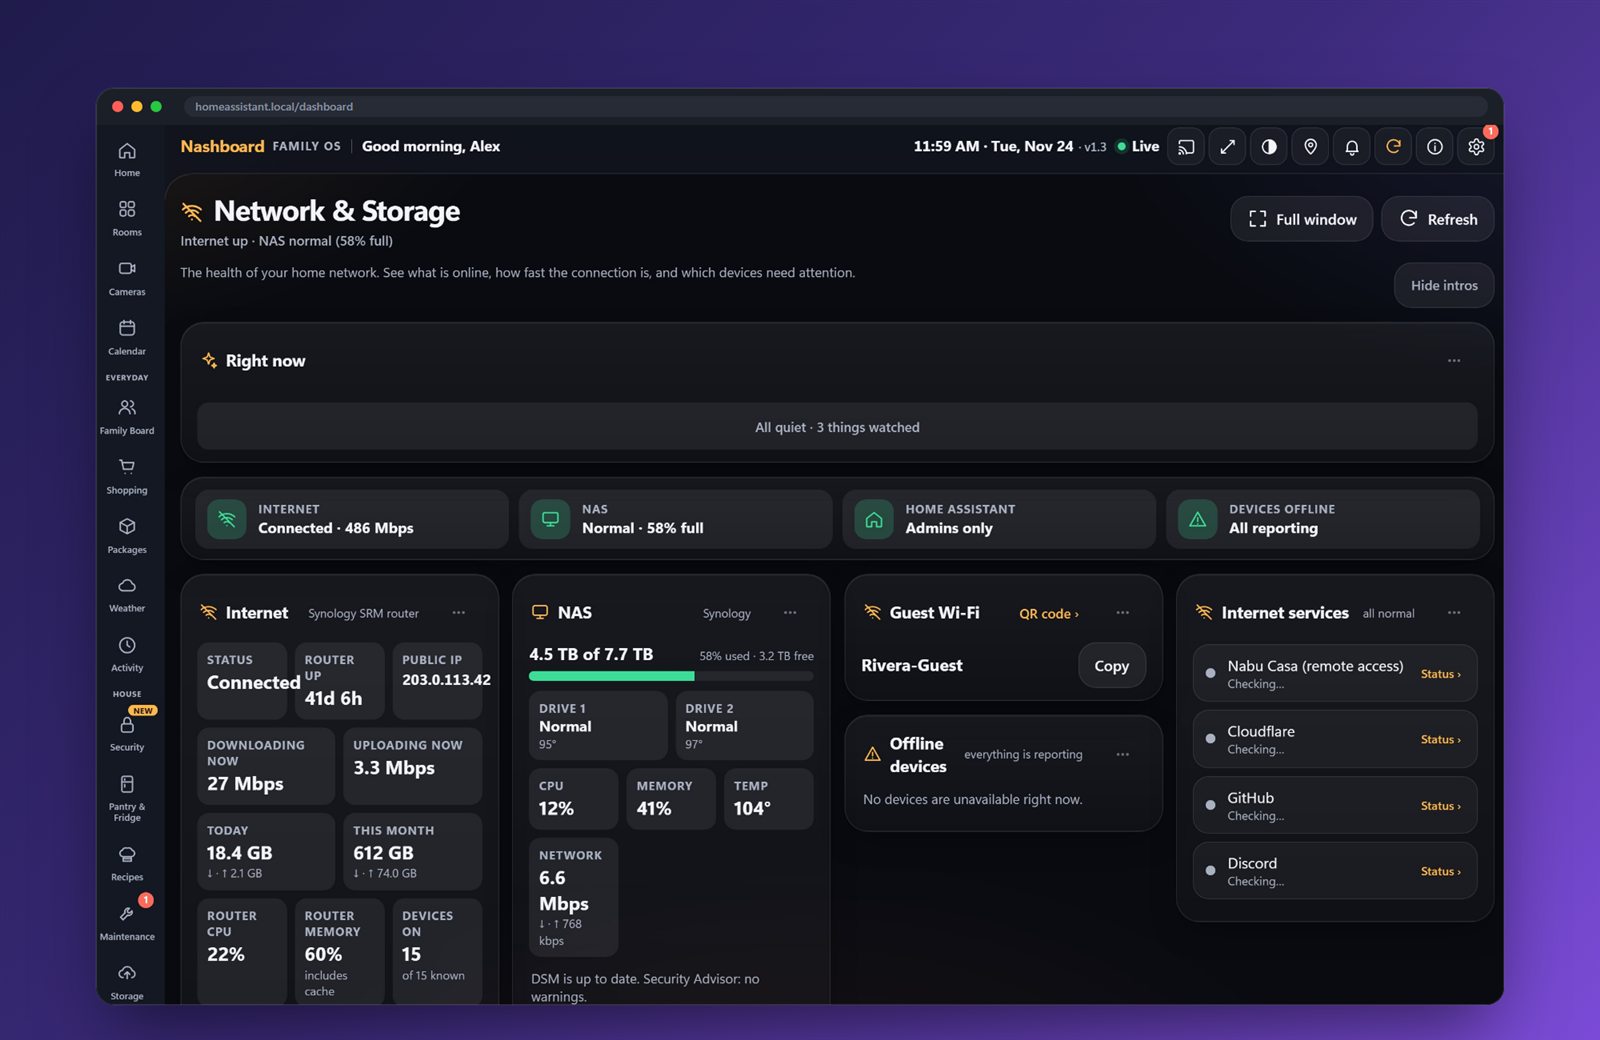 homeassistant.local/dashboard
Nashboard FAMILY OS Good morning, Alex
11:59 AM · Tue, Nov 24 · v1.3 Live
1
Home
Rooms
Cameras
Calendar
EVERYDAY
Family Board
Shopping
Packages
Weather
Activity
HOUSE
NEW
Security
Pantry &
Fridge
Recipes
1
Maintenance
Storage
Network & Storage
Internet up · NAS normal (58% full)
The health of your home network. See what is online, how fast the connection is, and which devices need attention.
Full window
Refresh
Hide intros
Right now
All quiet · 3 things watched
INTERNET
Connected · 486 Mbps
NAS
Normal · 58% full
HOME ASSISTANT
Admins only
DEVICES OFFLINE
All reporting
Internet Synology SRM router
STATUS
Connected
ROUTER
UP
41d 6h
PUBLIC IP
203.0.113.42
DOWNLOADING
NOW
27 Mbps
UPLOADING NOW
3.3 Mbps
TODAY
18.4 GB
↓ · ↑ 2.1 GB
THIS MONTH
612 GB
↓ · ↑ 74.0 GB
ROUTER
CPU
22%
ROUTER
MEMORY
60%
includes
cache
DEVICES
ON
15
of 15 known
NAS Synology
4.5 TB of 7.7 TB 58% used · 3.2 TB free
DRIVE 1
Normal
95°
DRIVE 2
Normal
97°
CPU
12%
MEMORY
41%
TEMP
104°
NETWORK
6.6
Mbps
↓ · ↑ 768
kbps
DSM is up to date. Security Advisor: no
warnings.
Guest Wi-Fi QR code ›
Rivera-Guest Copy
Offline
devices
everything is reporting
No devices are unavailable right now.
Internet services all normal
Nabu Casa (remote access)
Checking...
Status ›
Cloudflare
Checking...
Status ›
GitHub
Checking...
Status ›
Discord
Checking...
Status ›